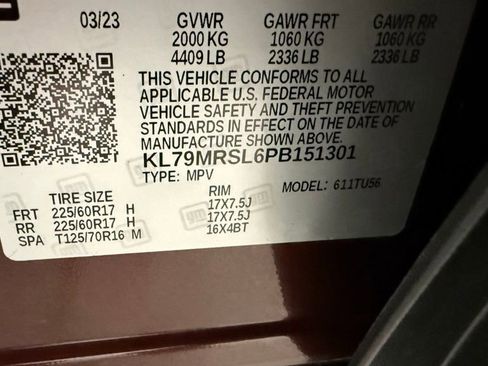 03/23 GVWR GAWR FRT GAWR RR
2000 KG 1060 KG 1060 KG
4409 LB 2336 LB 2336 LB
THIS VEHICLE CONFORMS TO ALL
APPLICABLE U.S. FEDERAL MOTOR
VEHICLE SAFETY AND THEFT PREVENTION
STANDARDS IN EFFECT ON THE DATE OF
MANUFACTURE SHOWN ABOVE.
KL79MRSL6PB151301
TYPE: MPV MODEL: 611TU56
TIRE SIZE RIM
FRT 225/60R17 H 17X7.5J
RR 225/60R17 H 17X7.5J
SPA T125/70R16 M 16X4BT